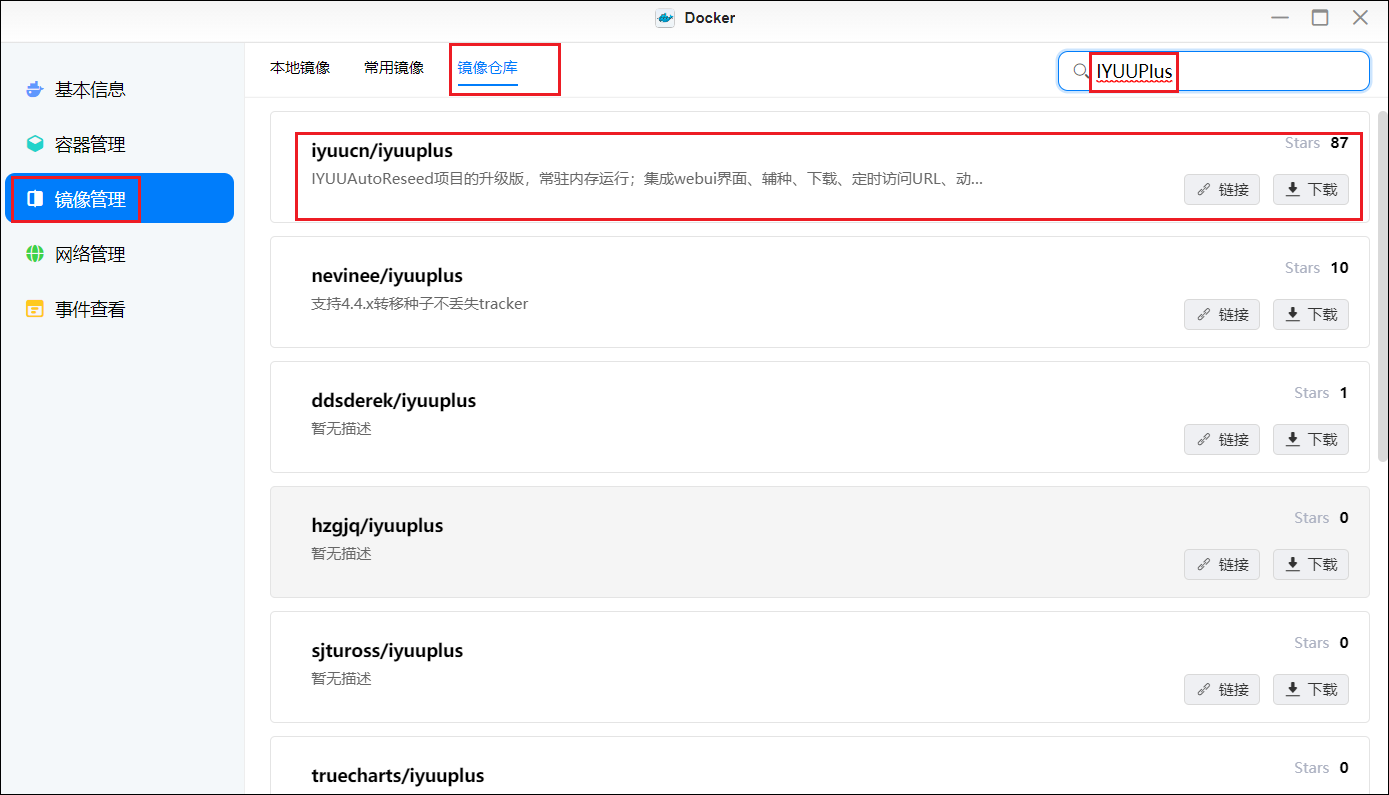 Docker
基本信息
容器管理
镜像管理
网络管理
事件查看
本地镜像 常用镜像 镜像仓库
IYUUPlus
iyuucn/iyuuplus
Stars 87
IYUUAutoReseed项目的升级版，常驻内存运行；集成webui界面、辅种、下载、定时访问URL、动...
链接 下载
nevinee/iyuuplus
Stars 10
支持4.4.x转移种子不丢失tracker
链接 下载
ddsderek/iyuuplus
Stars 1
暂无描述
链接 下载
hzgjq/iyuuplus
Stars 0
暂无描述
链接 下载
sjtuross/iyuuplus
Stars 0
暂无描述
链接 下载
truecharts/iyuuplus
Stars 0